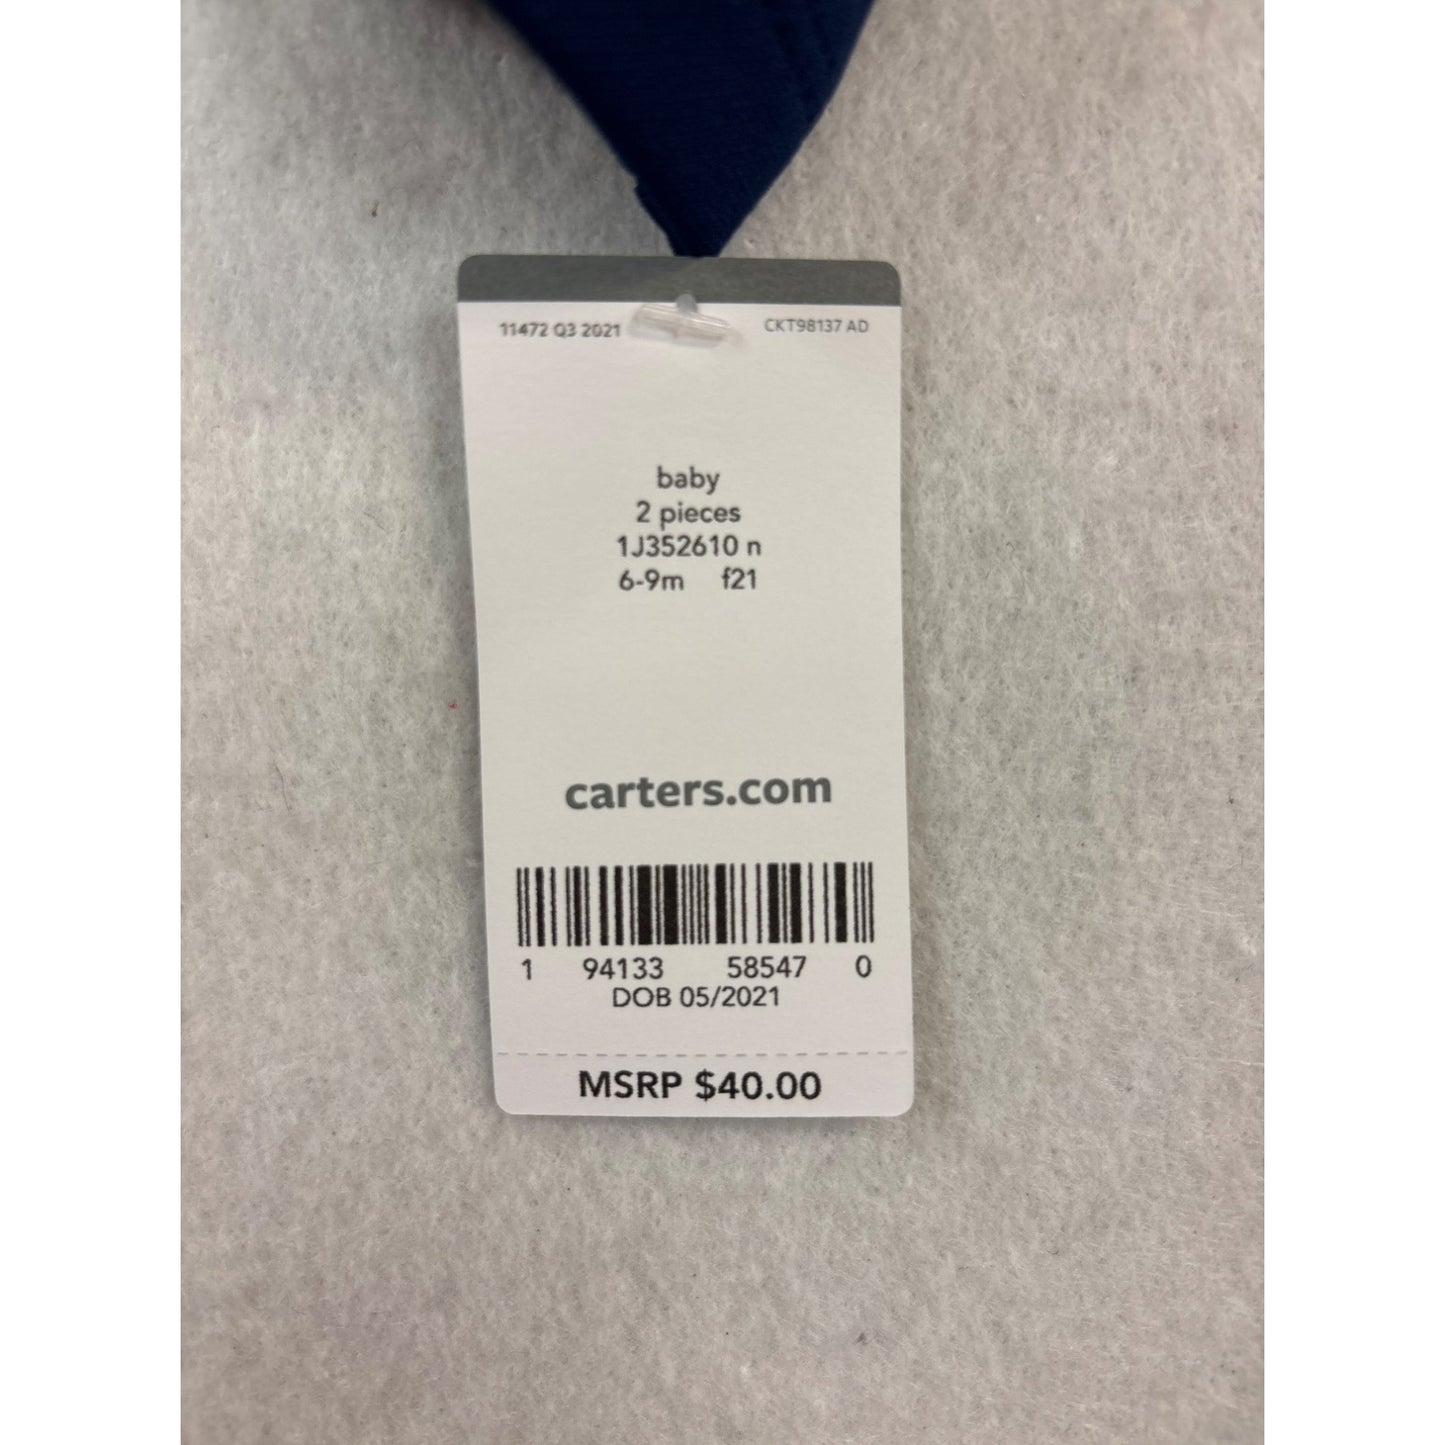 11472 Q3 2021 CKT98137 AD
baby
2 pieces
1J352610 n
6-9m f21
carters.com
1 94133 58547 0
DOB 05/2021
MSRP $40.00